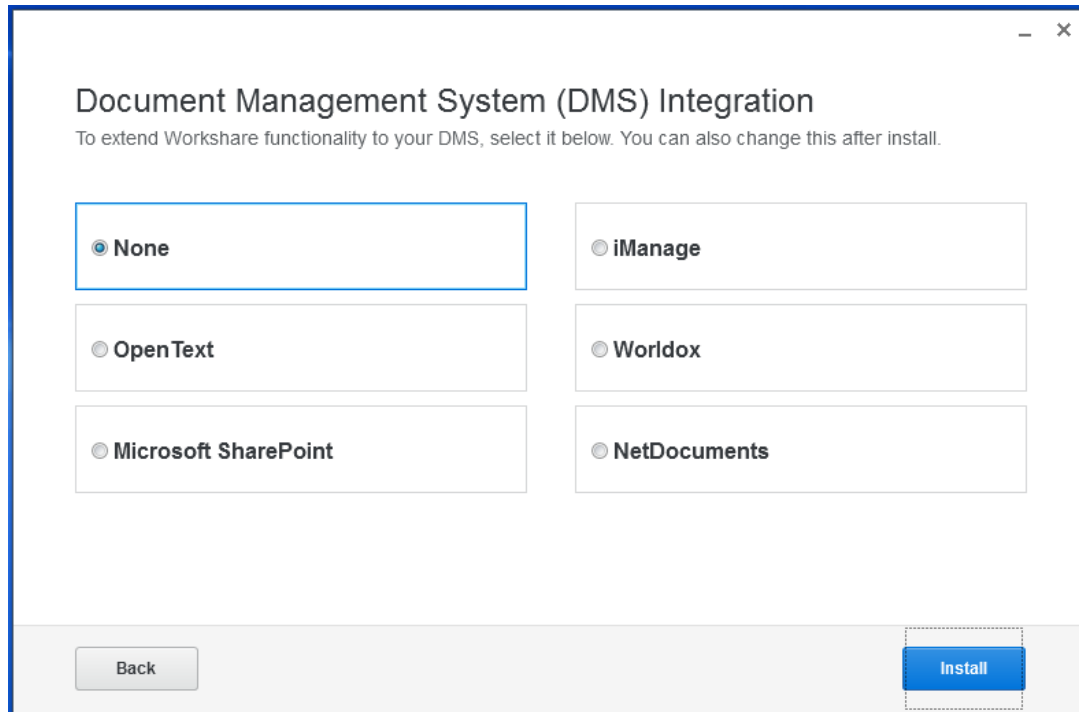 Document Management System (DMS) Integration
To extend Workshare functionality to your DMS, select it below. You can also change this after install.
None
iManage
OpenText
Worldox
Microsoft SharePoint
NetDocuments
Back
Install